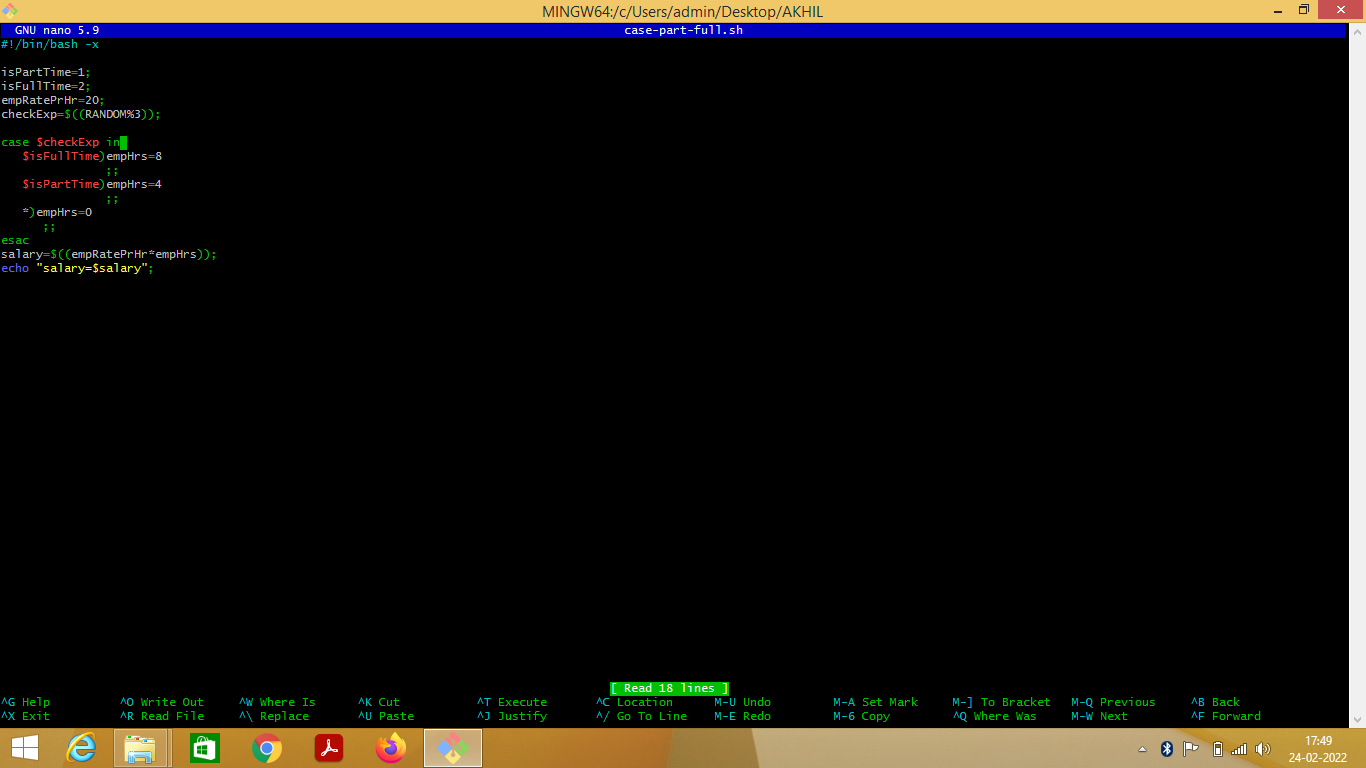 MINGW64:/c/Users/admin/Desktop/AKHIL
GNU nano 5.9 case-part-full.sh
#!/bin/bash -x
isPartTime=1;
isFullTime=2;
empRatePrHr=20;
checkExp=$((RANDOM%3));
case $checkExp in
$isFullTime)empHrs=8
;;
$isPartTime)empHrs=4
;;
*)empHrs=0
;;
esac
salary=$((empRatePrHr*empHrs));
echo "salary=$salary";
[ Read 18 lines ]
^G Help ^O Write Out ^W Where Is ^K Cut ^T Execute ^C Location M-U Undo M-A Set Mark M-] To Bracket M-Q Previous ^B Back
^X Exit ^R Read File ^\ Replace ^U Paste ^J Justify ^/ Go To Line M-E Redo M-6 Copy ^Q Where Was M-W Next ^F Forward
17:49
24-02-2022